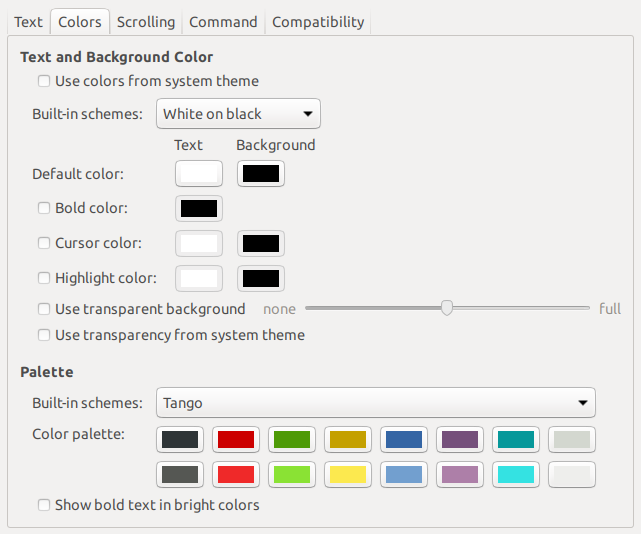 Text Colors Scrolling Command Compatibility
Text and Background Color
Use colors from system theme
Built-in schemes: White on black
Text Background
Default color:
Bold color:
Cursor color:
Highlight color:
Use transparent background none full
Use transparency from system theme
Palette
Built-in schemes: Tango
Color palette:
Show bold text in bright colors